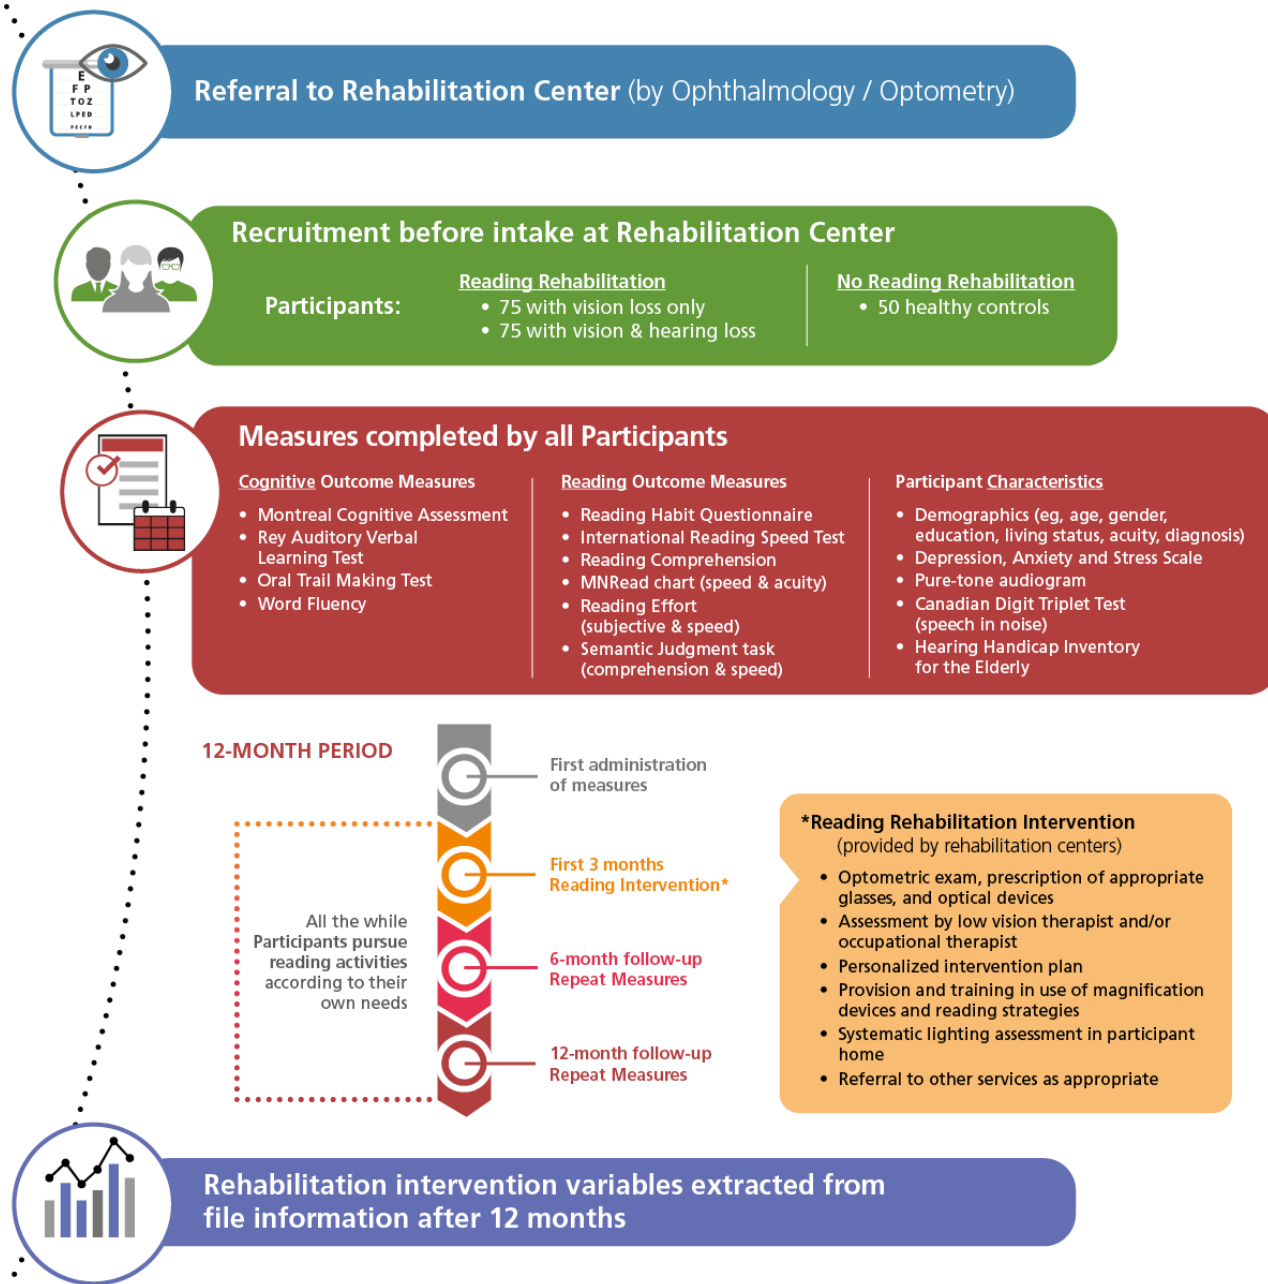 E
F P
T O Z
L P E D
P E C F D
Referral to Rehabilitation Center (by Ophthalmology / Optometry)
Recruitment before intake at Rehabilitation Center
Participants:
Reading Rehabilitation
• 75 with vision loss only
• 75 with vision & hearing loss
No Reading Rehabilitation
• 50 healthy controls
Measures completed by all Participants
Cognitive Outcome Measures
• Montreal Cognitive Assessment
• Rey Auditory Verbal
Learning Test
• Oral Trail Making Test
• Word Fluency
Reading Outcome Measures
• Reading Habit Questionnaire
• International Reading Speed Test
• Reading Comprehension
• MNRead chart (speed & acuity)
• Reading Effort
(subjective & speed)
• Semantic Judgment task
(comprehension & speed)
Participant Characteristics
• Demographics (eg, age, gender,
education, living status, acuity, diagnosis)
• Depression, Anxiety and Stress Scale
• Pure-tone audiogram
• Canadian Digit Triplet Test
(speech in noise)
• Hearing Handicap Inventory
for the Elderly
12-MONTH PERIOD
First administration
of measures
First 3 months
Reading Intervention*
All the while
Participants pursue
reading activities
according to their
own needs
6-month follow-up
Repeat Measures
12-month follow-up
Repeat Measures
*Reading Rehabilitation Intervention
(provided by rehabilitation centers)
• Optometric exam, prescription of appropriate
glasses, and optical devices
• Assessment by low vision therapist and/or
occupational therapist
• Personalized intervention plan
• Provision and training in use of magnification
devices and reading strategies
• Systematic lighting assessment in participant
home
• Referral to other services as appropriate
Rehabilitation intervention variables extracted from
file information after 12 months